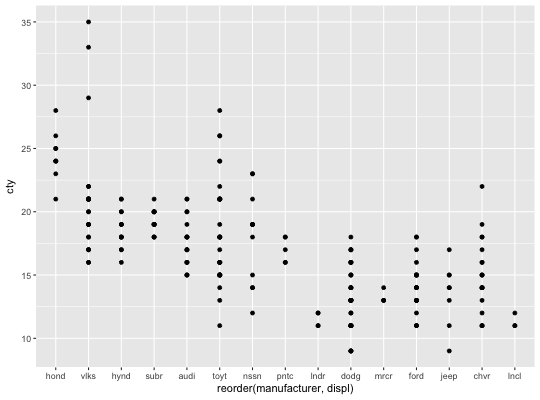 cty
35
30
25
20
15
10
hond vlks hynd subr audi toyt nssn pntc lndr dodg mrcr ford jeep chvr lncl
reorder(manufacturer, displ)